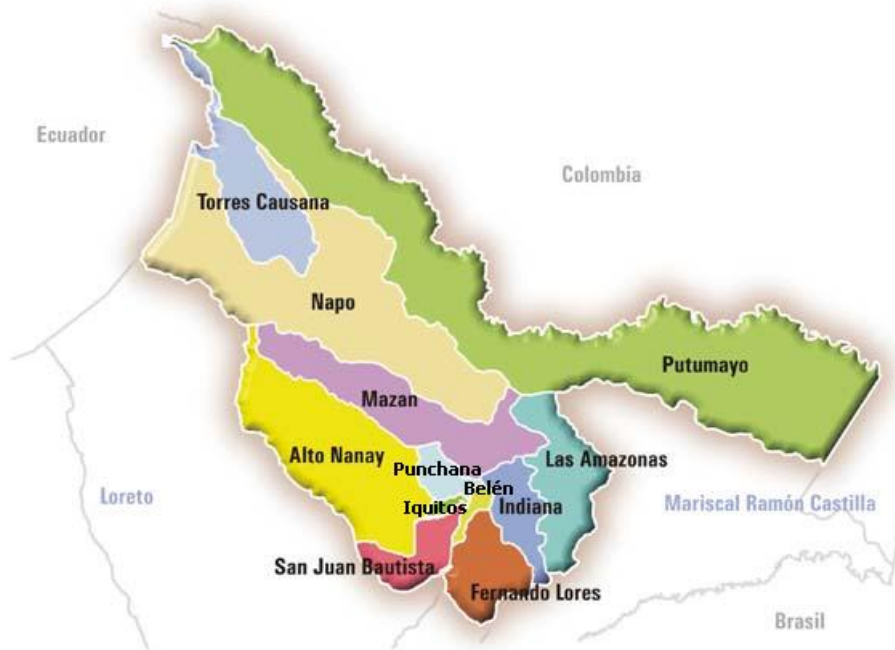 Ecuador
Colombia
Torres Causana
Napo
Putumayo
Mazan
Alto Nanay
Las Amazonas
Punchana
Belén
Loreto
Iquitos
Indiana
Mariscal Ramón Castilla
San Juan Bautista
Fernando Lores
Brasil